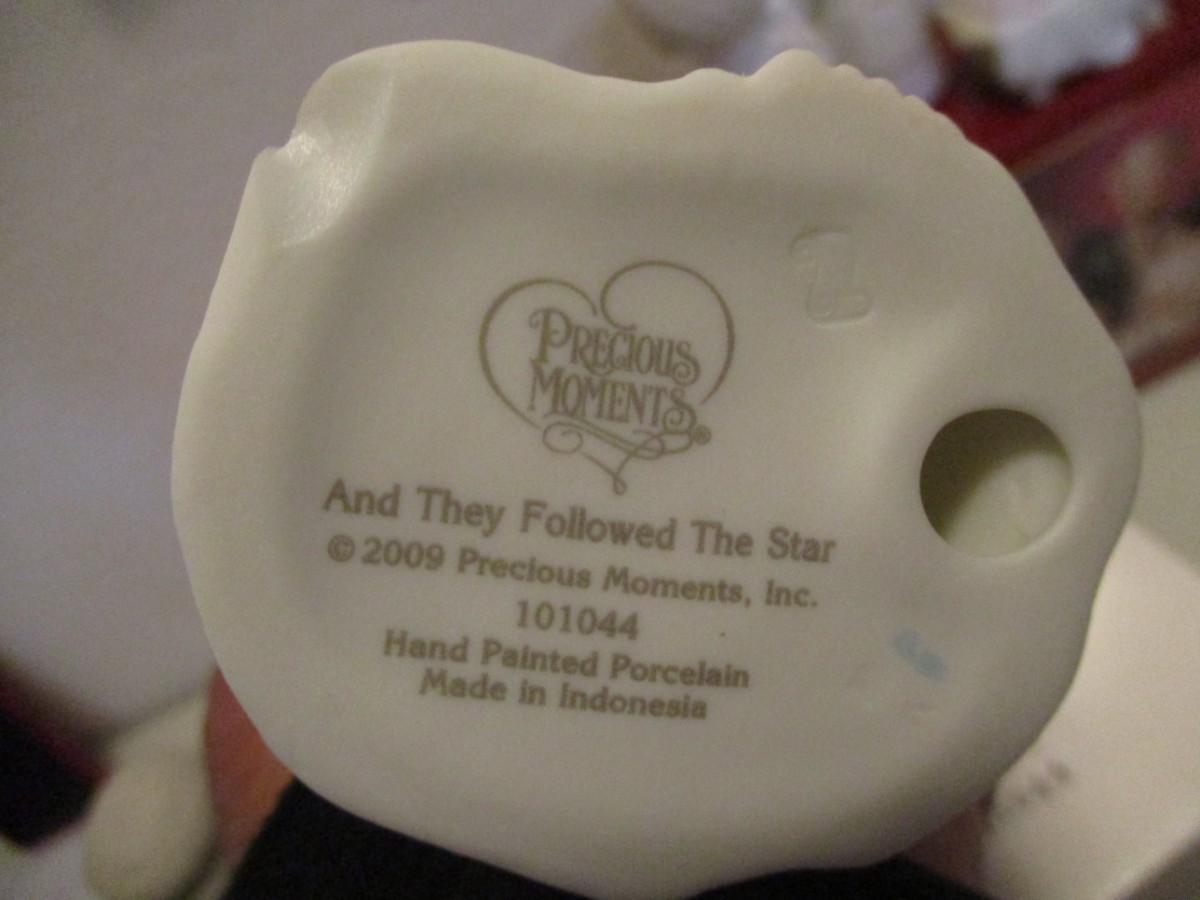 PRECIOUS
MOMENTS®
And They Followed The Star
© 2009 Precious Moments, Inc.
101044
Hand Painted Porcelain
Made in Indonesia